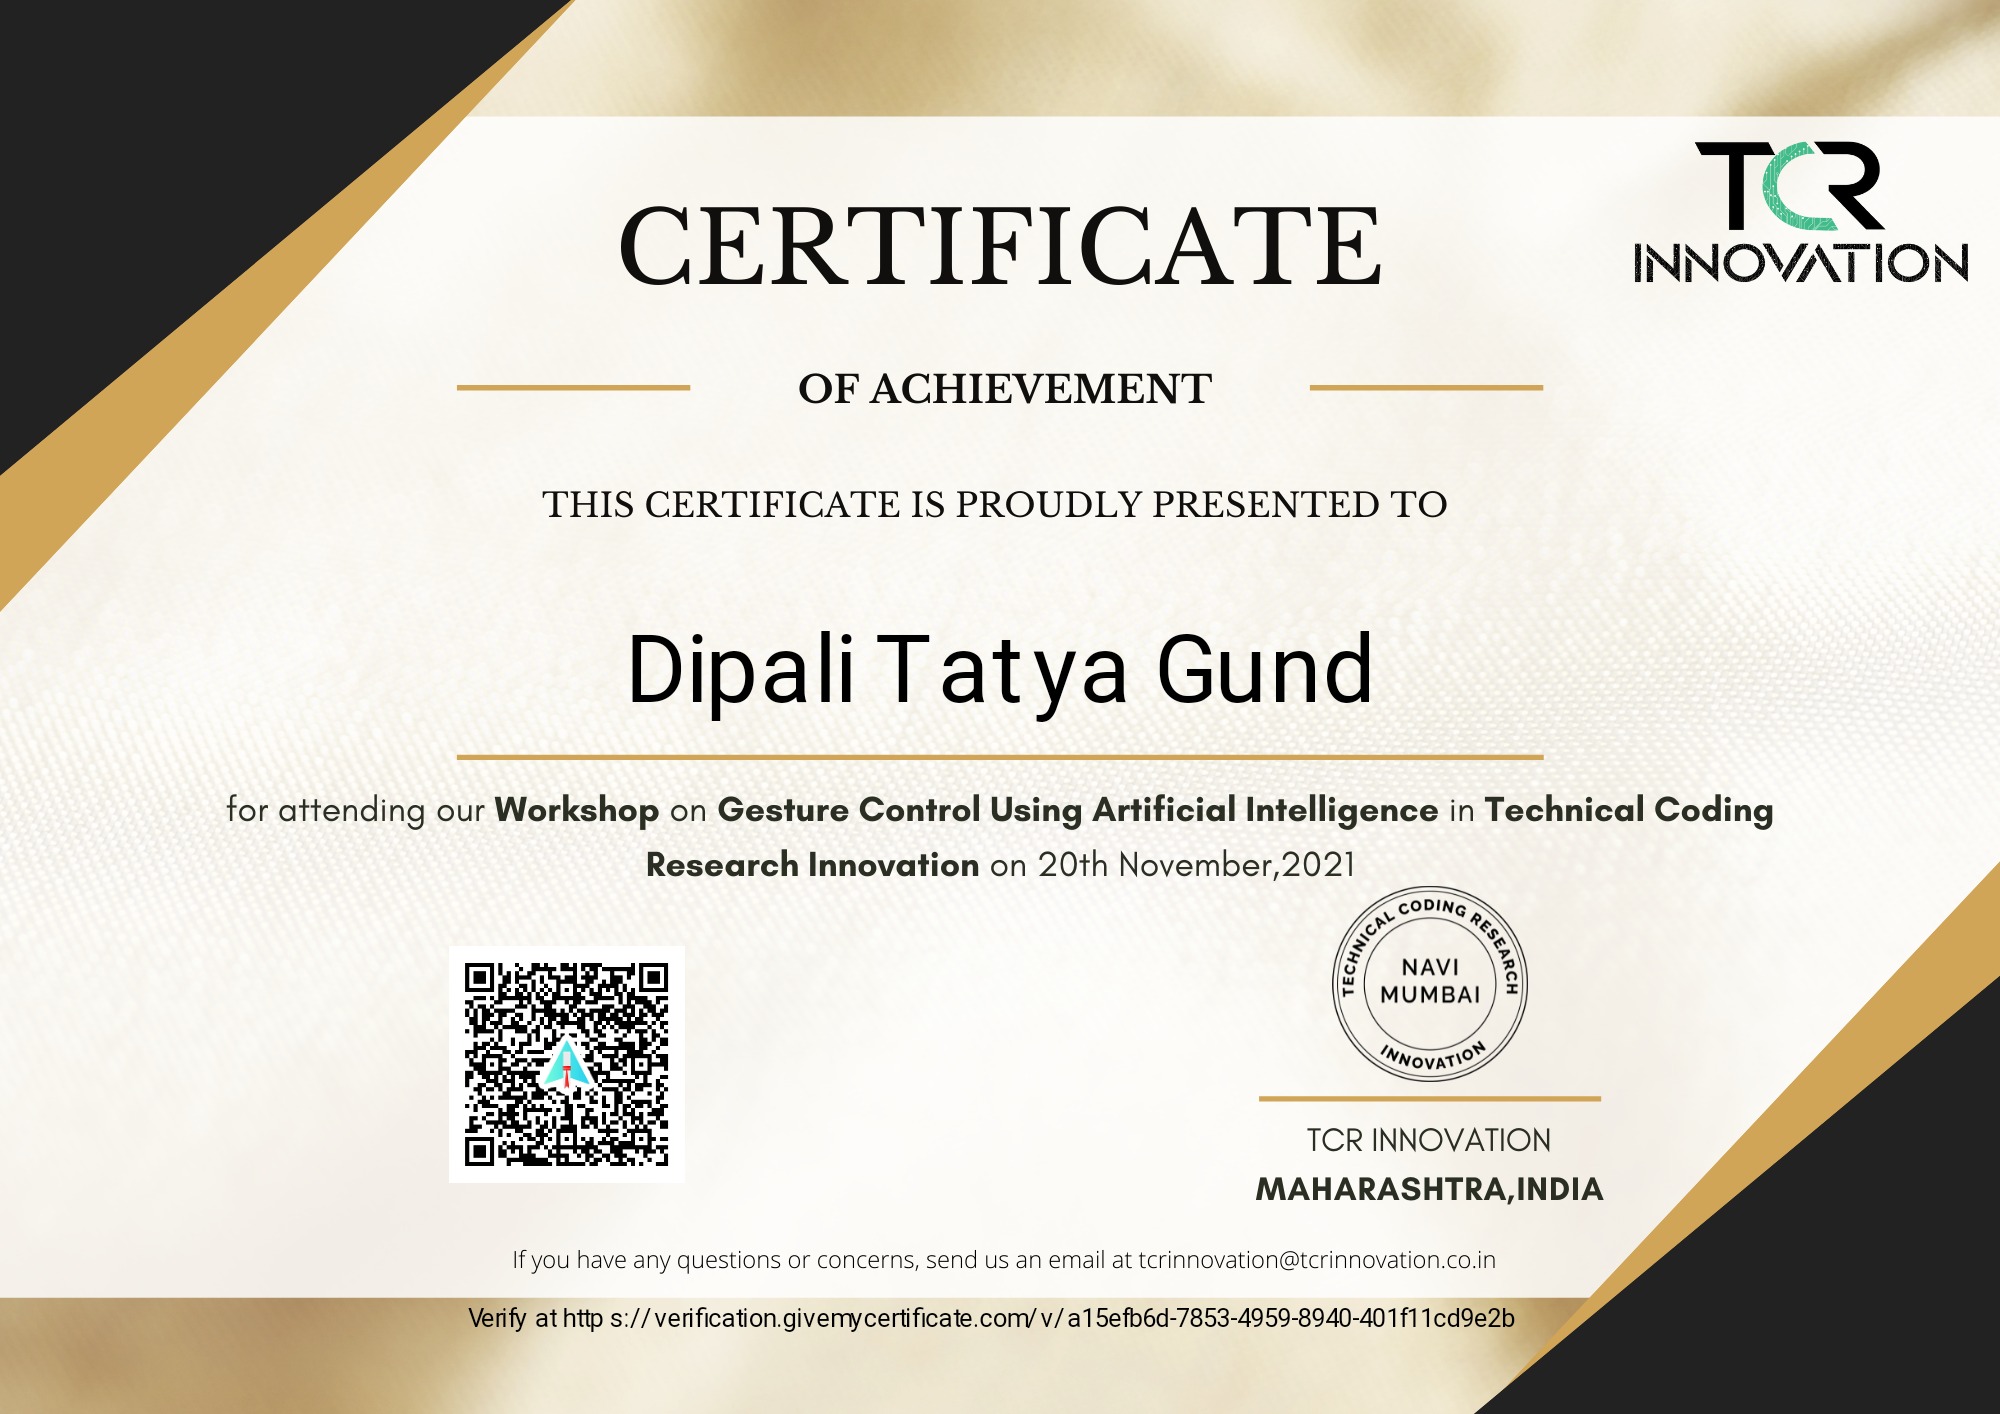 TCR
INNOVATION
CERTIFICATE
OF ACHIEVEMENT
THIS CERTIFICATE IS PROUDLY PRESENTED TO
Dipali Tatya Gund
for attending our Workshop on Gesture Control Using Artificial Intelligence in Technical Coding
Research Innovation on 20th November,2021
TECHNICAL CODING RESEARCH
NAVI
MUMBAI
INNOVATION
TCR INNOVATION
MAHARASHTRA,INDIA
If you have any questions or concerns, send us an email at tcrinnovation@tcrinnovation.co.in
Verify at https://verification.givemycertificate.com/v/a15efb6d-7853-4959-8940-401f11cd9e2b